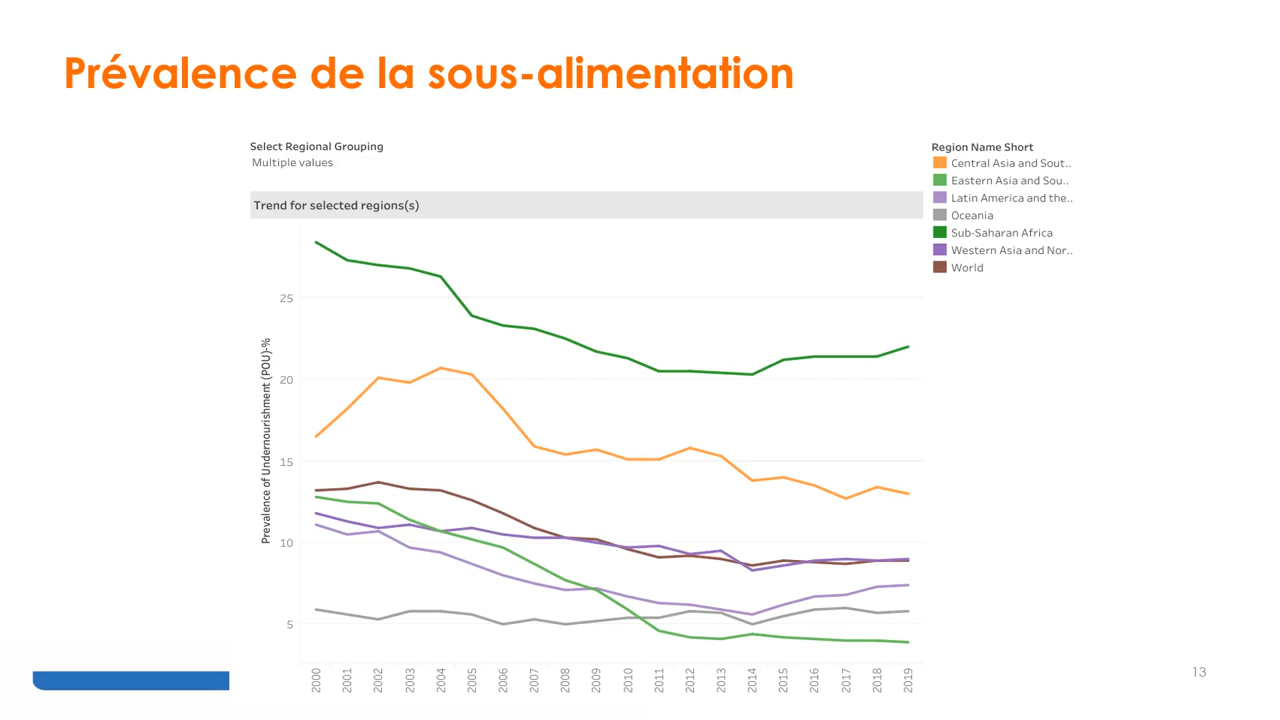 Prévalence de la sous-alimentation
Select Regional Grouping
Multiple values
Trend for selected regions(s)
Region Name Short
Central Asia and Sout..
Eastern Asia and Sou..
Latin America and the..
Oceania
Sub-Saharan Africa
Western Asia and Nor..
World
Prevalence of Undernourishment (POU)-%
25
20
15
10
5
2000
2001
2002
2003
2004
2005
2006
2007
2008
2009
2010
2011
2012
2013
2014
2015
2016
2017
2018
2019
13